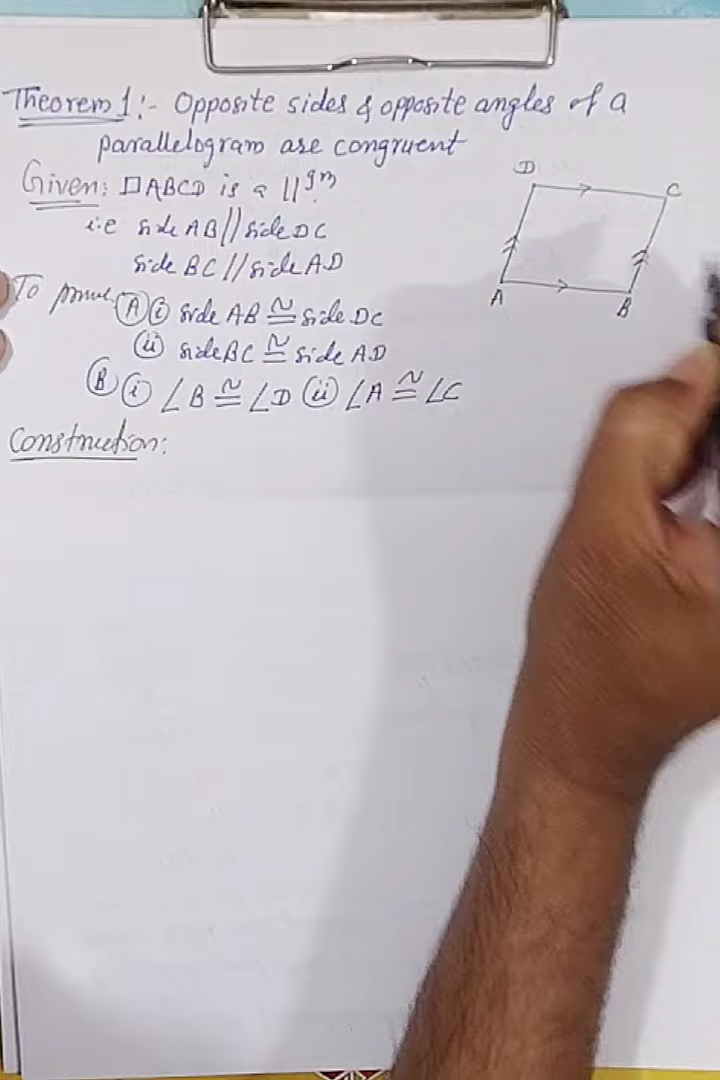 Theorem 1:- Opposite sides & opposite angles of a
parallelogram are congruent
Given: □ABCD is a ||gm
i.e side AB//side DC
side BC//side AD
To prove: (A) (i) side AB ≅ side DC
(ii) side BC ≅ side AD
(B) (i) ∠B ≅ ∠D (ii) ∠A ≅ ∠C
Construction:
D
C
A
B